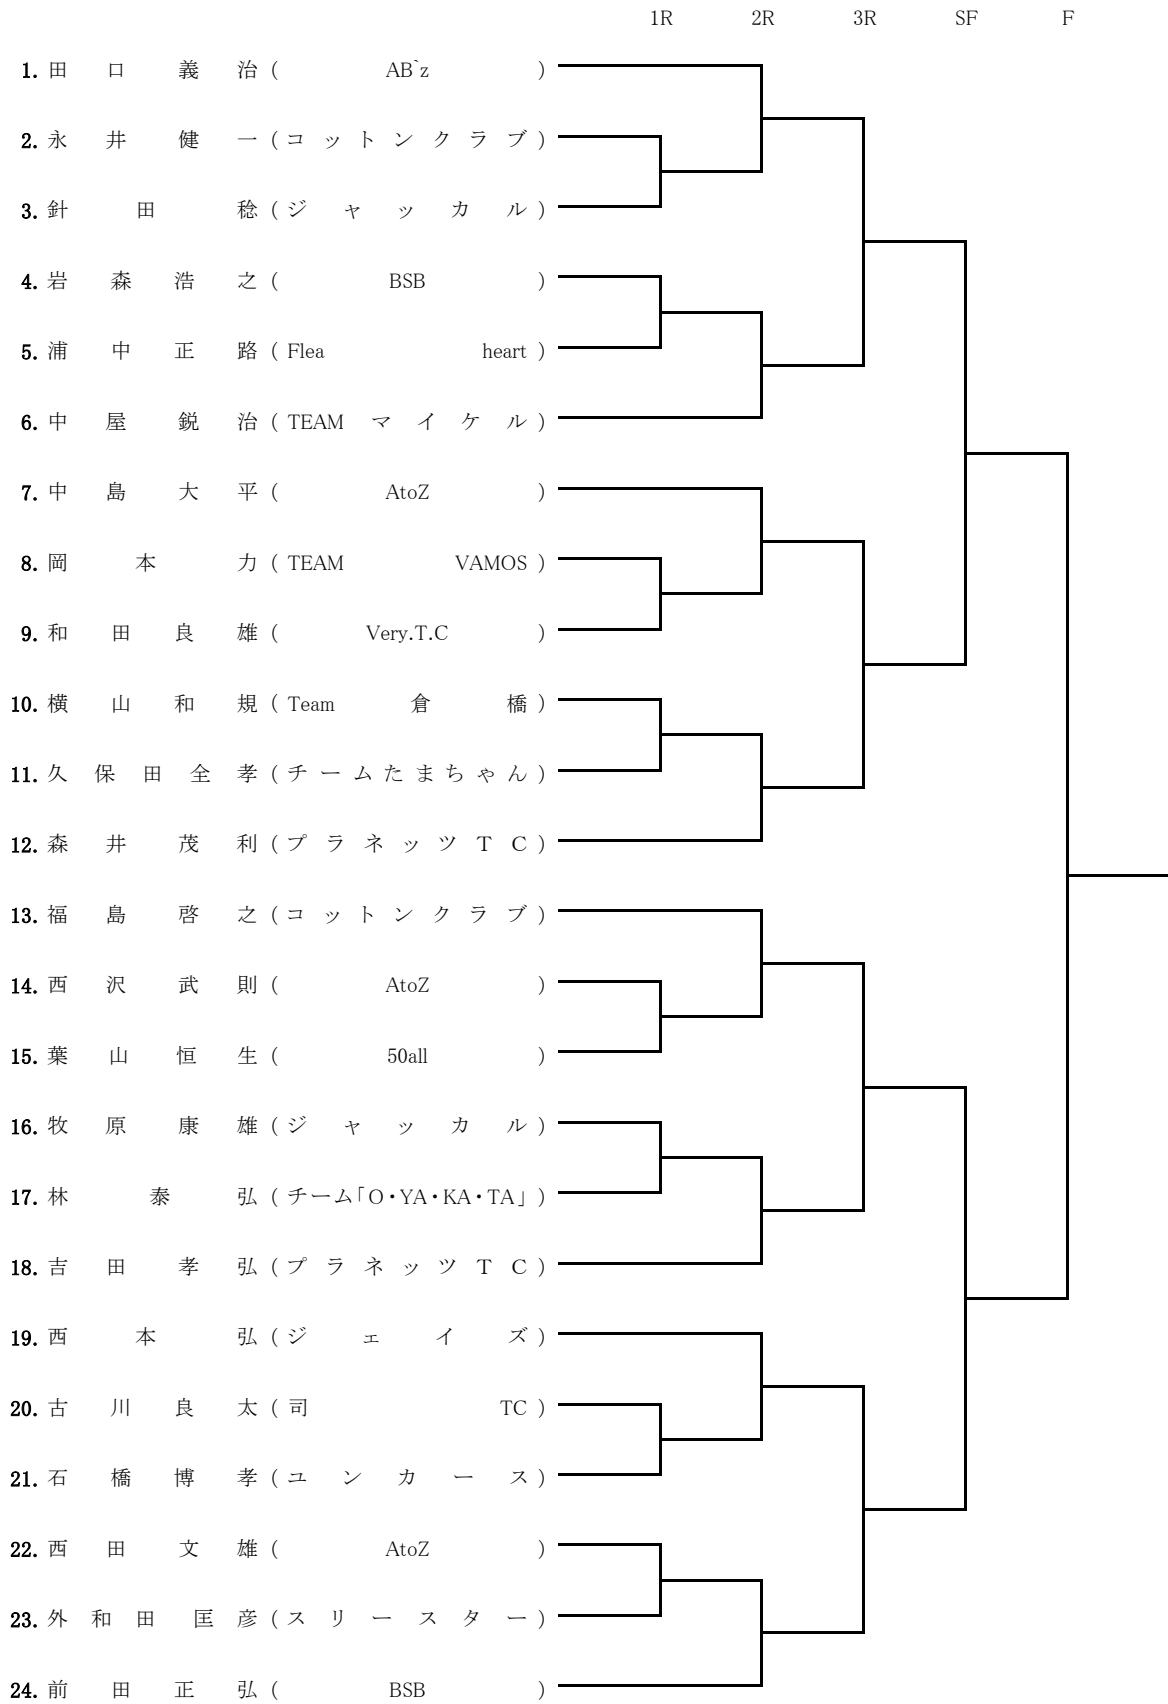 1R 2R 3R SF F
1. 田口義治 ( AB`z )
2. 永井健一 ( コットンクラブ )
3. 針田稔 ( ジャッカル )
4. 岩森浩之 ( BSB )
5. 浦中正路 ( Flea heart )
6. 中屋鋭治 ( TEAM マイケル )
7. 中島大平 ( AtoZ )
8. 岡本力 ( TEAM VAMOS )
9. 和田良雄 ( Very.T.C )
10. 横山和規 ( Team 倉橋 )
11. 久保田全孝 ( チームたまちゃん )
12. 森井茂利 ( プラネッツTC )
13. 福島啓之 ( コットンクラブ )
14. 西沢武則 ( AtoZ )
15. 葉山恒生 ( 50all )
16. 牧原康雄 ( ジャッカル )
17. 林泰弘 ( チーム「O・YA・KA・TA」 )
18. 吉田孝弘 ( プラネッツTC )
19. 西本弘 ( ジェイズ )
20. 古川良太 ( 司TC )
21. 石橋博孝 ( ユンカース )
22. 西田文雄 ( AtoZ )
23. 外和田匡彦 ( スリースター )
24. 前田正弘 ( BSB )